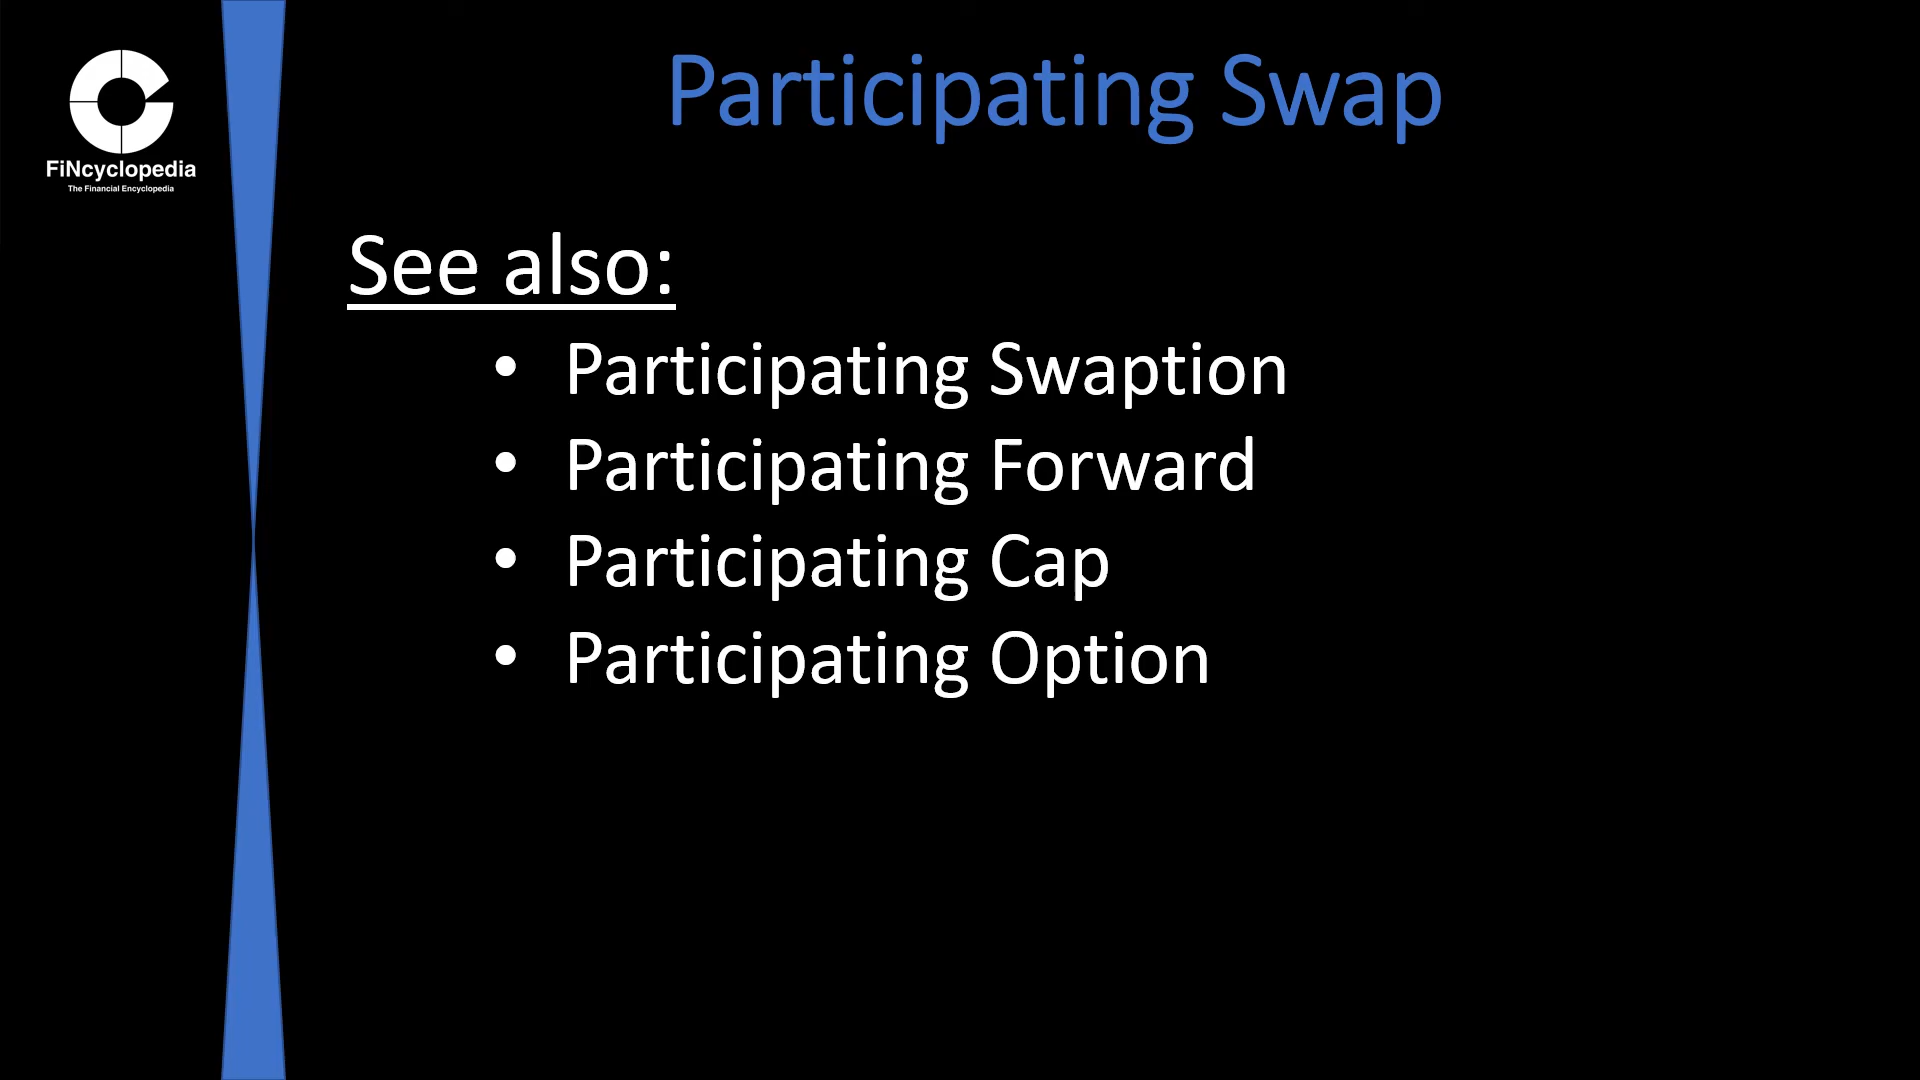 FiNcyclopedia
The Financial Encyclopedia
Participating Swap
See also:
• Participating Swaption
• Participating Forward
• Participating Cap
• Participating Option